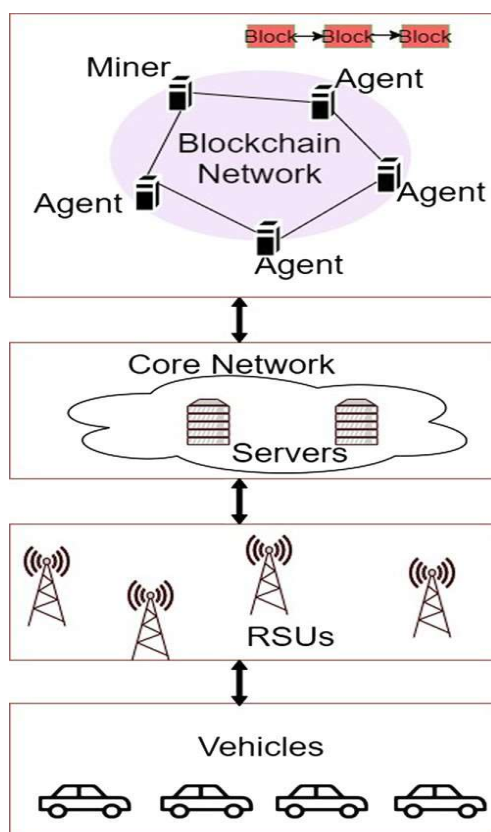 Block Block Block
Miner
Agent
Blockchain
Network
Agent
Agent
Agent
Core Network
Servers
RSUs
Vehicles